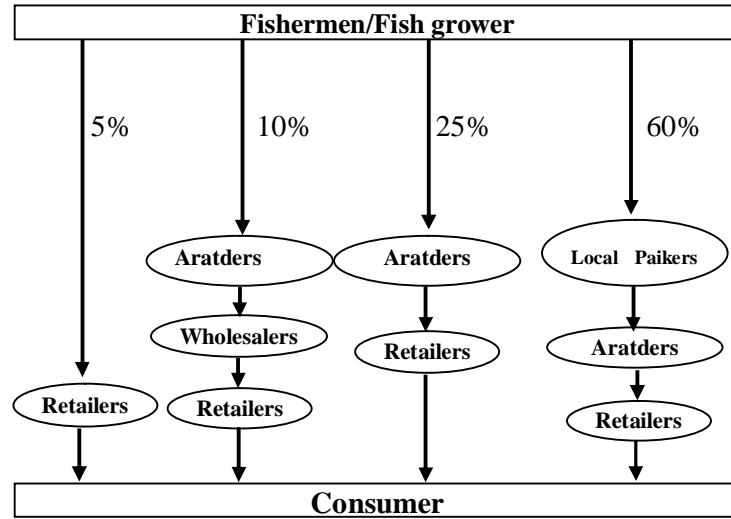 Fishermen/Fish grower
5%
10%
25%
60%
Aratders
Aratders
Local Paikers
Wholesalers
Retailers
Aratders
Retailers
Retailers
Retailers
Consumer